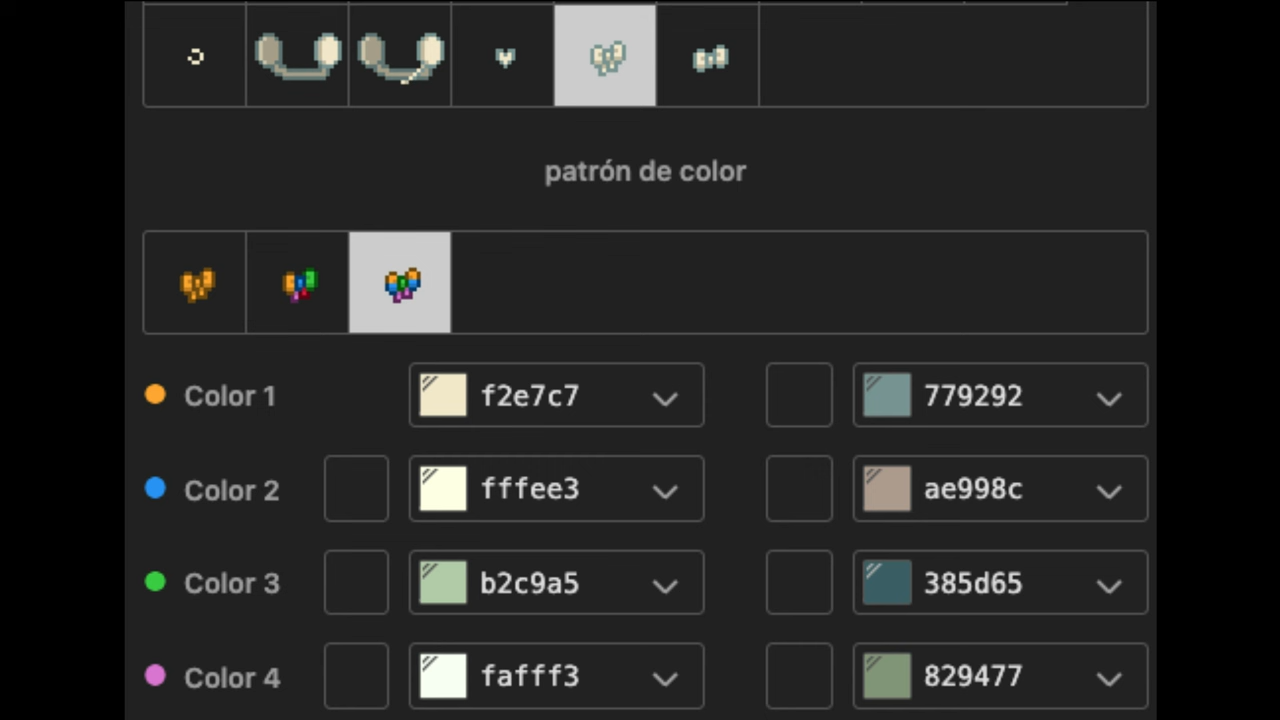 patrón de color
Color 1 f2e7c7 779292
Color 2 fffee3 ae998c
Color 3 b2c9a5 385d65
Color 4 fafff3 829477